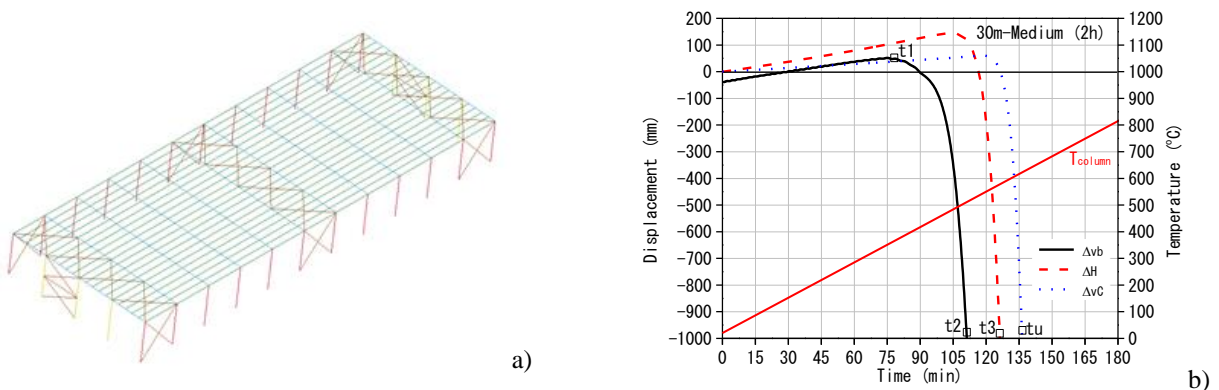 a)
30m-Medium (2h)
Displacement (mm)
200
100
0
-100
-200
-300
-400
-500
-600
-700
-800
-900
-1000
t1
Tcolumn
Δvb
ΔH
ΔvC
t2
t3
tu
1200
1100
1000
900
800
700
600
500
400
300
200
100
0
Temperature (ºC)
0 15 30 45 60 75 90 105 120 135 150 165 180
Time (min)
b)